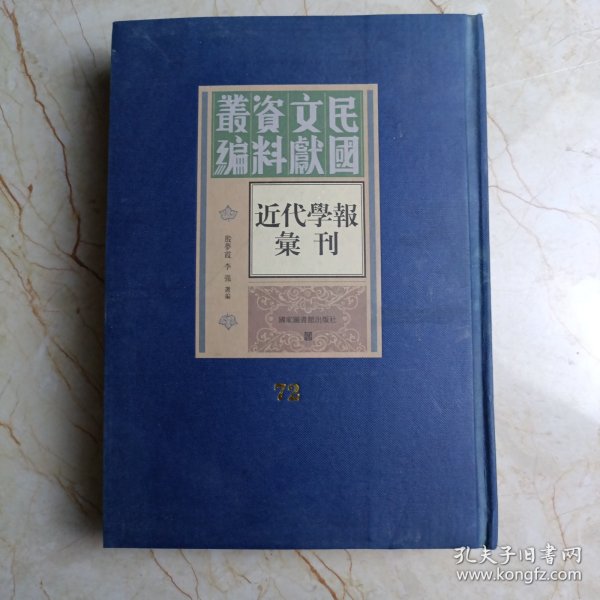 民國
文獻
資料
叢編
近代學報
彙刊
殷夢霞 李強 選編
國家圖書館出版社
72
孔夫子旧书网
www.kongfz.com